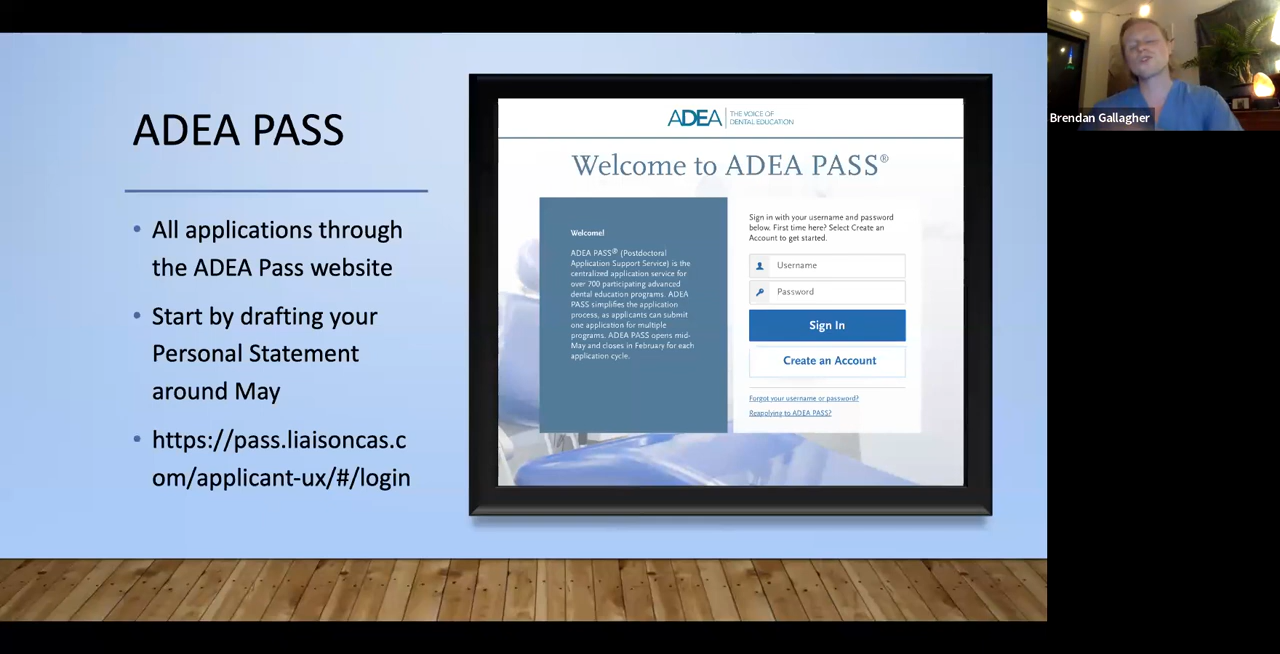 ADEA PASS
• All applications through
the ADEA Pass website
• Start by drafting your
Personal Statement
around May
• https://pass.liaisoncas.c
om/applicant-ux/#/login
ADEA
THE VOICE OF
DENTAL EDUCATION
Welcome to ADEA PASS®
Welcome!
ADEA PASS® (Postdoctoral
Application Support Service) is the
centralized application service for
over 700 participating advanced
dental education programs. ADEA
PASS simplifies the application
process, as applicants can submit
one application for multiple
programs. ADEA PASS opens mid-
May and closes in February for each
application cycle.
Sign in with your username and password
below. First time here? Select Create an
Account to get started.
Username
Password
Sign In
Create an Account
Forgot your username or password?
Reapplying to ADEA PASS?
Brendan Gallagher